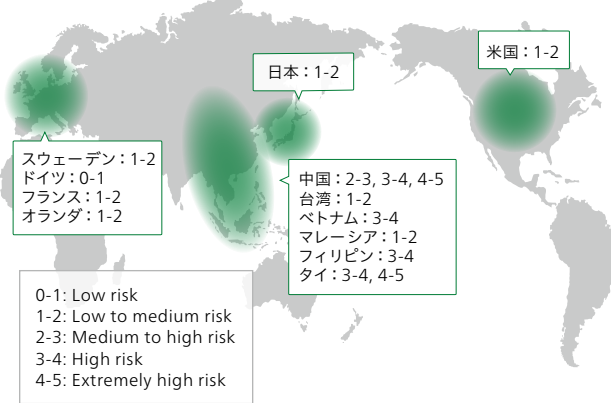 米国：1-2
日本：1-2
スウェーデン：1-2
ドイツ：0-1
フランス：1-2
オランダ：1-2
中国：2-3, 3-4, 4-5
台湾：1-2
ベトナム：3-4
マレーシア：1-2
フィリピン：3-4
タイ：3-4, 4-5
0-1: Low risk
1-2: Low to medium risk
2-3: Medium to high risk
3-4: High risk
4-5: Extremely high risk